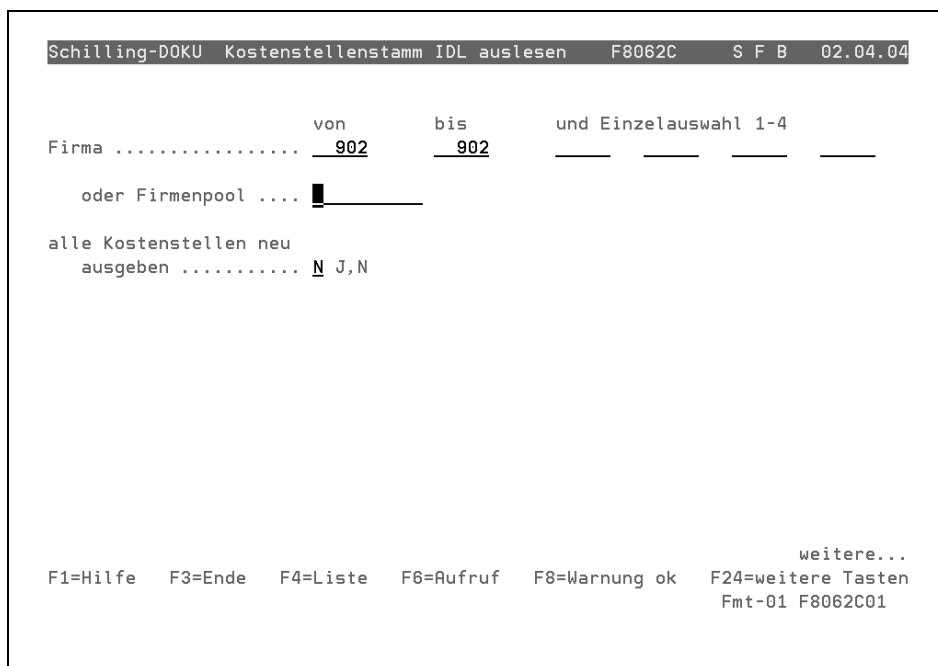 Schilling-DOKU Kostenstellenstamm IDL auslesen F8062C S F B 02.04.04
von bis und Einzelauswahl 1-4
Firma ................. 902 902
oder Firmenpool ....
alle Kostenstellen neu
ausgeben ........... N J,N
weitere...
F1=Hilfe F3=Ende F4=Liste F6=Aufruf F8=Warnung ok F24=weitere Tasten
Fmt-01 F8062C01